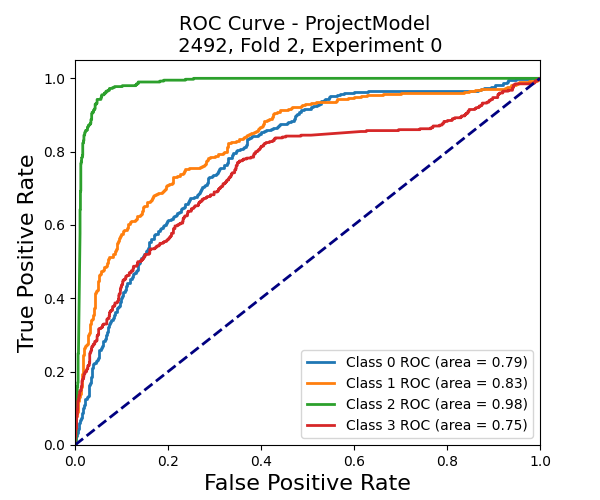 ROC Curve - ProjectModel
2492, Fold 2, Experiment 0
True Positive Rate
1.0
0.8
0.6
0.4
0.2
0.0
Class 0 ROC (area = 0.79)
Class 1 ROC (area = 0.83)
Class 2 ROC (area = 0.98)
Class 3 ROC (area = 0.75)
0.0 0.2 0.4 0.6 0.8 1.0
False Positive Rate